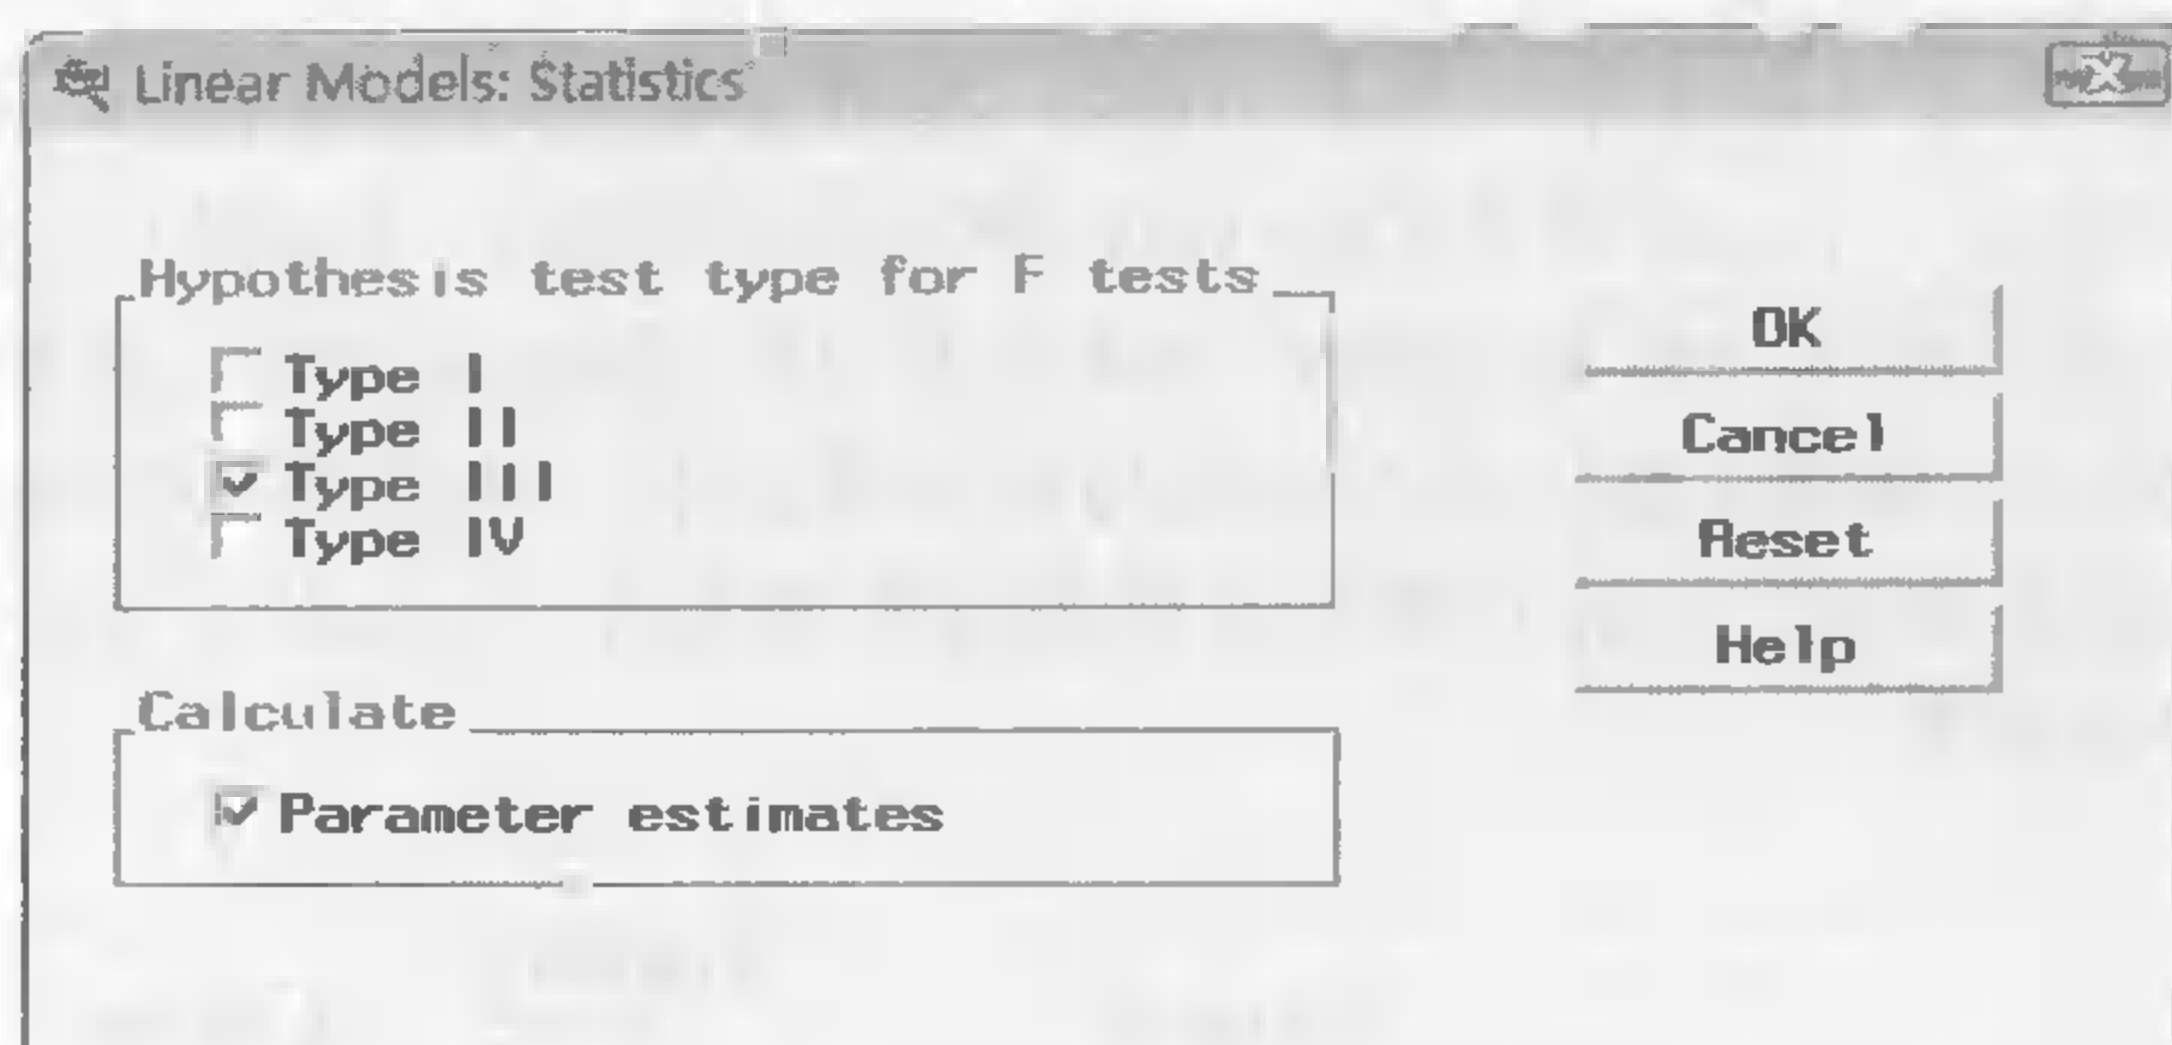 Linear Models: Statistics
Hypothesis test type for F tests
Type I
Type II
Type III
Type IV
OK
Cancel
Reset
Help
Calculate
Parameter estimates